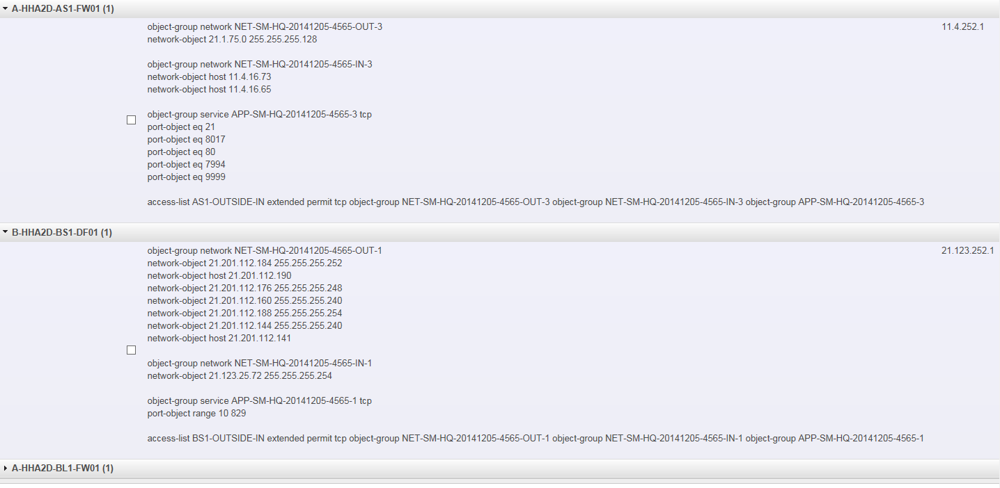 A-HHA2D-AS1-FW01 (1)
object-group network NET-SM-HQ-20141205-4565-OUT-3
11.4.252.1
network-object 21.1.75.0 255.255.255.128
object-group network NET-SM-HQ-20141205-4565-IN-3
network-object host 11.4.16.73
network-object host 11.4.16.65
object-group service APP-SM-HQ-20141205-4565-3 tcp
port-object eq 21
port-object eq 8017
port-object eq 80
port-object eq 7994
port-object eq 9999
access-list AS1-OUTSIDE-IN extended permit tcp object-group NET-SM-HQ-20141205-4565-OUT-3 object-group NET-SM-HQ-20141205-4565-IN-3 object-group APP-SM-HQ-20141205-4565-3
B-HHA2D-BS1-DF01 (1)
object-group network NET-SM-HQ-20141205-4565-OUT-1
21.123.252.1
network-object 21.201.112.184 255.255.255.252
network-object host 21.201.112.190
network-object 21.201.112.176 255.255.255.248
network-object 21.201.112.160 255.255.255.240
network-object 21.201.112.188 255.255.255.254
network-object 21.201.112.144 255.255.255.240
network-object host 21.201.112.141
object-group network NET-SM-HQ-20141205-4565-IN-1
network-object 21.123.25.72 255.255.255.254
object-group service APP-SM-HQ-20141205-4565-1 tcp
port-object range 10 829
access-list BS1-OUTSIDE-IN extended permit tcp object-group NET-SM-HQ-20141205-4565-OUT-1 object-group NET-SM-HQ-20141205-4565-IN-1 object-group APP-SM-HQ-20141205-4565-1
A-HHA2D-BL1-FW01 (1)